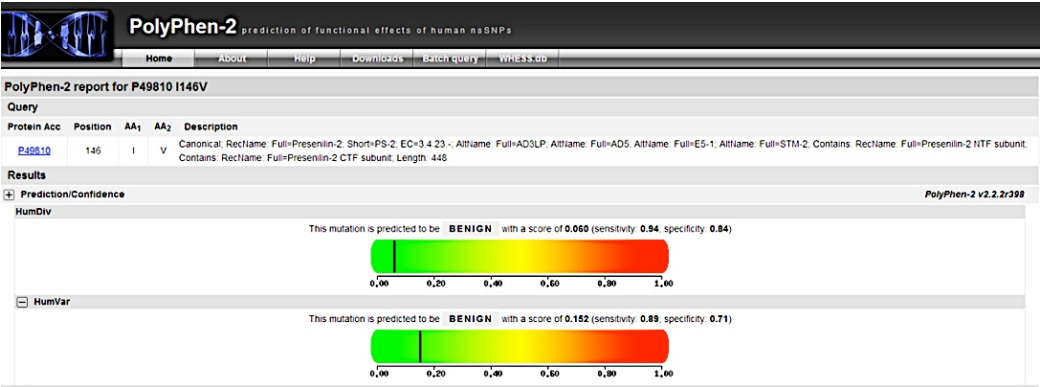 PolyPhen-2 prediction of functional effects of human nsSNPs
Home About Help Downloads Batch query WHESS.db
PolyPhen-2 report for P49810 I146V
Query
Protein Acc Position AA1 AA2 Description
P49810 146 I V Canonical; RecName: Full=Presenilin-2; Short=PS-2; EC=3.4.23.-; AltName: Full=AD3LP; AltName: Full=AD5; AltName: Full=E5-1; AltName: Full=STM-2; Contains: RecName: Full=Presenilin-2 NTF subunit;
Contains: RecName: Full=Presenilin-2 CTF subunit; Length: 448
Results
Prediction/Confidence PolyPhen-2 v2.2.2r398
HumDiv
This mutation is predicted to be BENIGN with a score of 0.060 (sensitivity: 0.94; specificity: 0.84)
0.00 0.20 0.40 0.60 0.80 1.00
HumVar
This mutation is predicted to be BENIGN with a score of 0.152 (sensitivity: 0.89; specificity: 0.71)
0.00 0.20 0.40 0.60 0.80 1.00